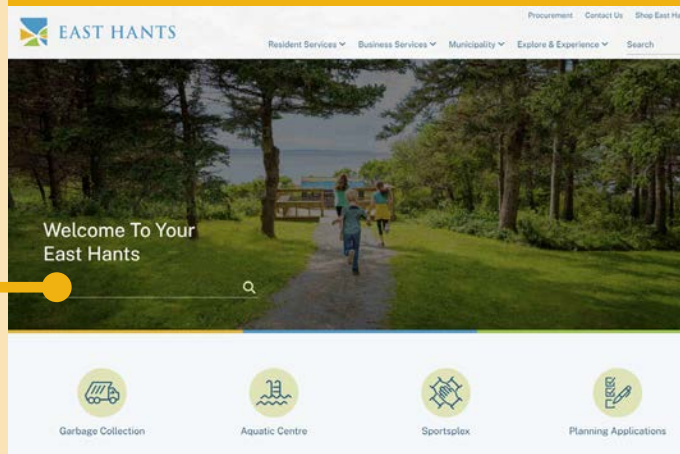 Procurement Contact Us Shop East Ha
EAST HANTS
Resident Services Business Services Municipality Explore & Experience Search
Welcome To Your
East Hants
Garbage Collection Aquatic Centre Sportsplex Planning Applications